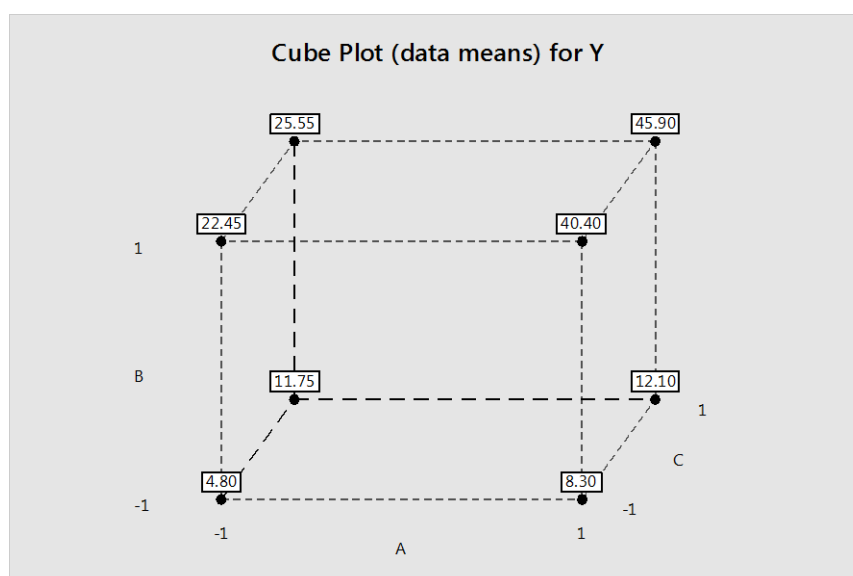 Cube Plot (data means) for Y
25.55 45.90
22.45 40.40
1
B 11.75 12.10
1
C
4.80 8.30
-1 -1
-1 1
A